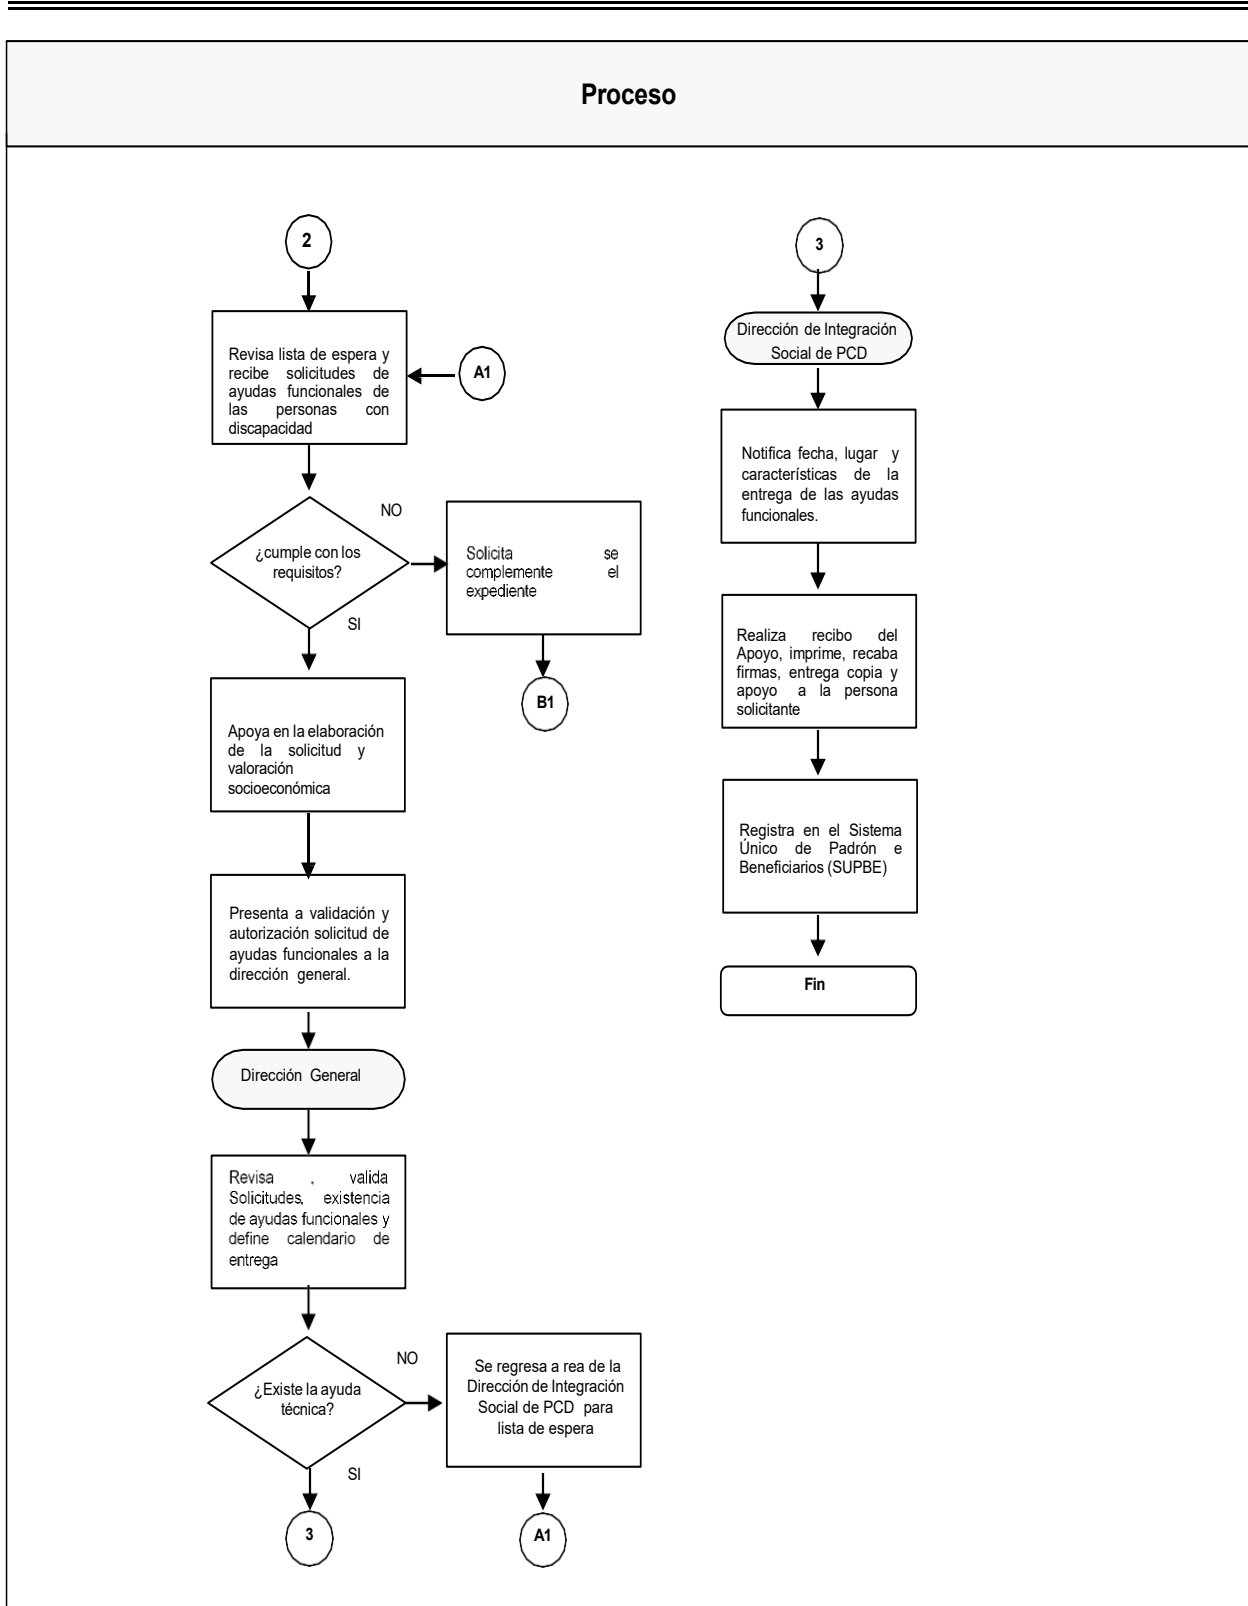 Proceso
2
Revisa lista de espera y
recibe solicitudes de
ayudas funcionales de
las personas con
discapacidad
A1
¿cumple con los
requisitos?
NO
Solicita se
complemente el
expediente
B1
SI
Apoya en la elaboración
de la solicitud y
valoración
socioeconómica
Presenta a validación y
autorización solicitud de
ayudas funcionales a la
dirección general.
Dirección General
Revisa , valida
Solicitudes, existencia
de ayudas funcionales y
define calendario de
entrega
¿Existe la ayuda
técnica?
NO
Se regresa a rea de la
Dirección de Integración
Social de PCD para
lista de espera
A1
SI
3
3
Dirección de Integración
Social de PCD
Notifica fecha, lugar y
característicias de la
entrega de las ayudas
funcionales.
Realiza recibo del
Apoyo, imprime, recaba
firmas, entrega copia y
apoyo a la persona
solicitante
Registra en el Sistema
Único de Padrón e
Beneficiarios (SUPBE)
Fin